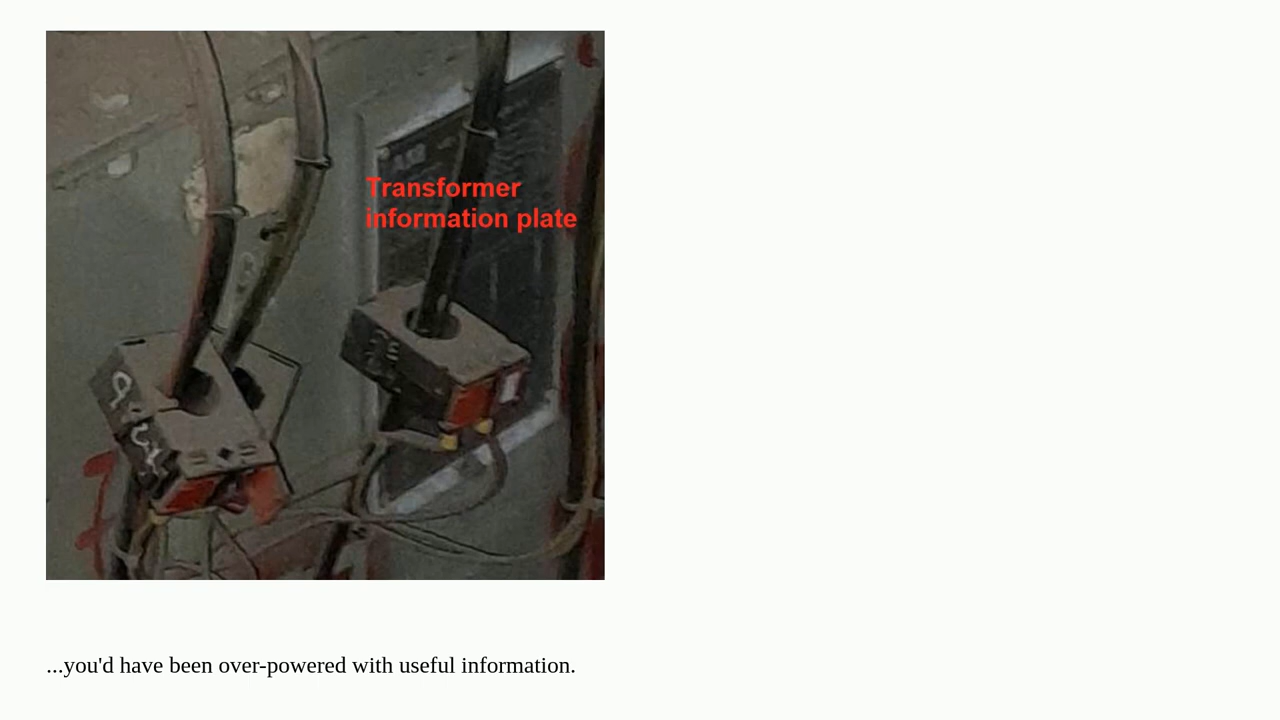 Transformer
information plate
...you'd have been over-powered with useful information.